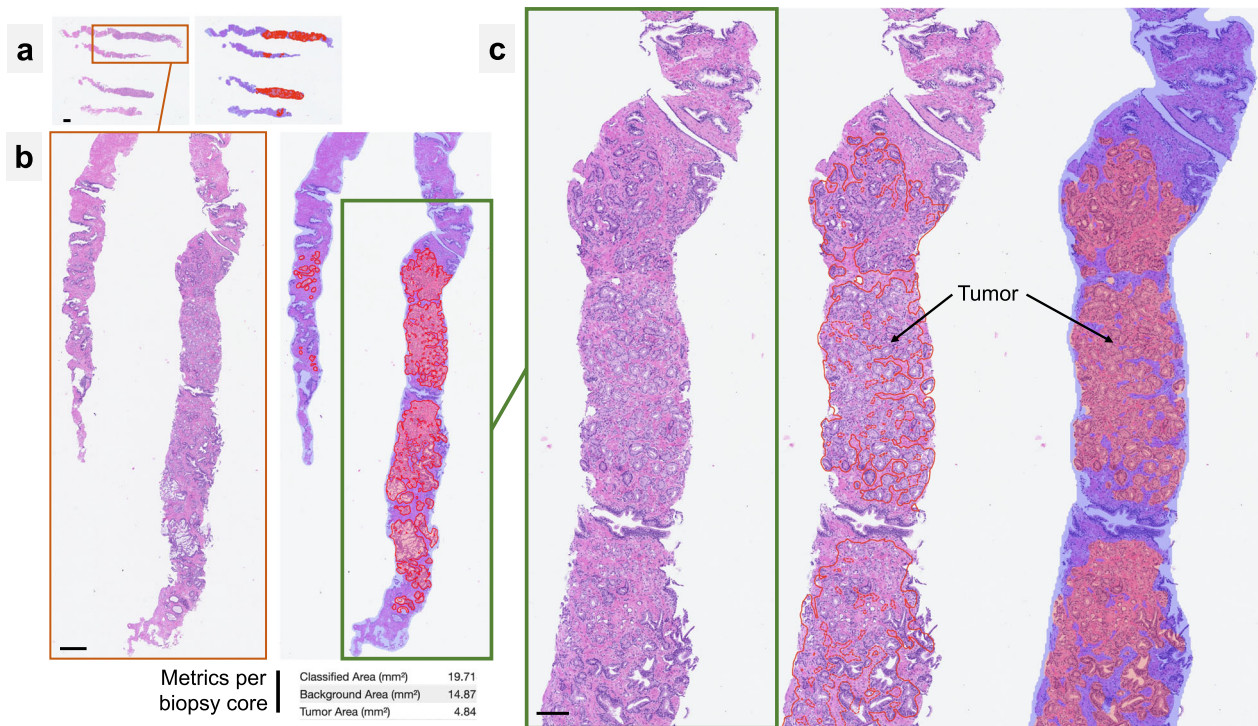 a
c
b
Tumor
Metrics per
biopsy core
Classified Area (mm²) 19.71
Background Area (mm²) 14.87
Tumor Area (mm²) 4.84